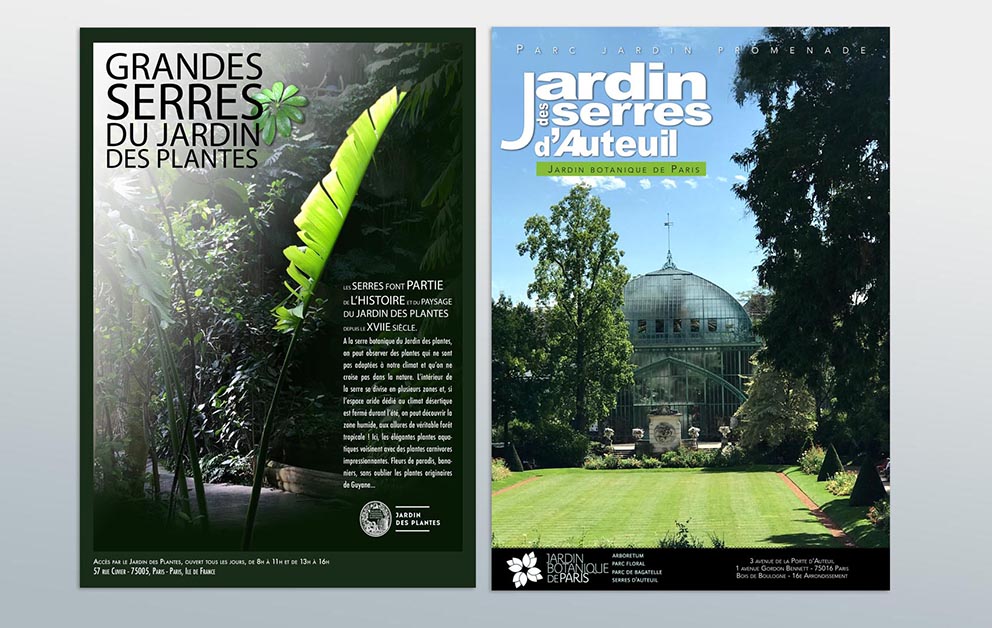 GRANDES
SERRES
DU JARDIN
DES PLANTES
LES SERRES FONT PARTIE
DE L'HISTOIRE ET DU PAYSAGE
DU JARDIN DES PLANTES
DEPUIS LE XVIIE SIÈCLE.
A la serre botanique du Jardin des plantes,
on peut observer des plantes qui ne sont
pas adaptées à notre climat et qu'on ne
croise pas dans la nature. L'intérieur de
la serre se divise en plusieurs zones et, si
l'espace aride dédié au climat désertique
est fermé durant l'été, on peut découvrir la
zone humide, aux allures de véritable forêt
tropicale ! Ici, les élégantes plantes aqua-
tiques voisinent avec des plantes carnivores
impressionnantes. Fleurs de paradis, bana-
niers, sans oublier les plantes originaires
de Guyane...
JARDIN
DES PLANTES
Accès par le Jardin des Plantes, ouvert tous les jours, de 8h à 11h et de 13h à 16h
57 rue Cuvier - 75005, Paris - Paris, Île de France
Parc Jardin Promenade
Jardin
des serres
d'Auteuil
Jardin botanique de Paris
JARDIN
BOTANIQUE
DE PARIS
ARBORETUM
PARC FLORAL
PARC DE BAGATELLE
SERRES D'AUTEUIL
3 avenue de la Porte d'Auteuil
1 avenue Gordon Bennett - 75016 Paris
Bois de Boulogne - 16e Arrondissement